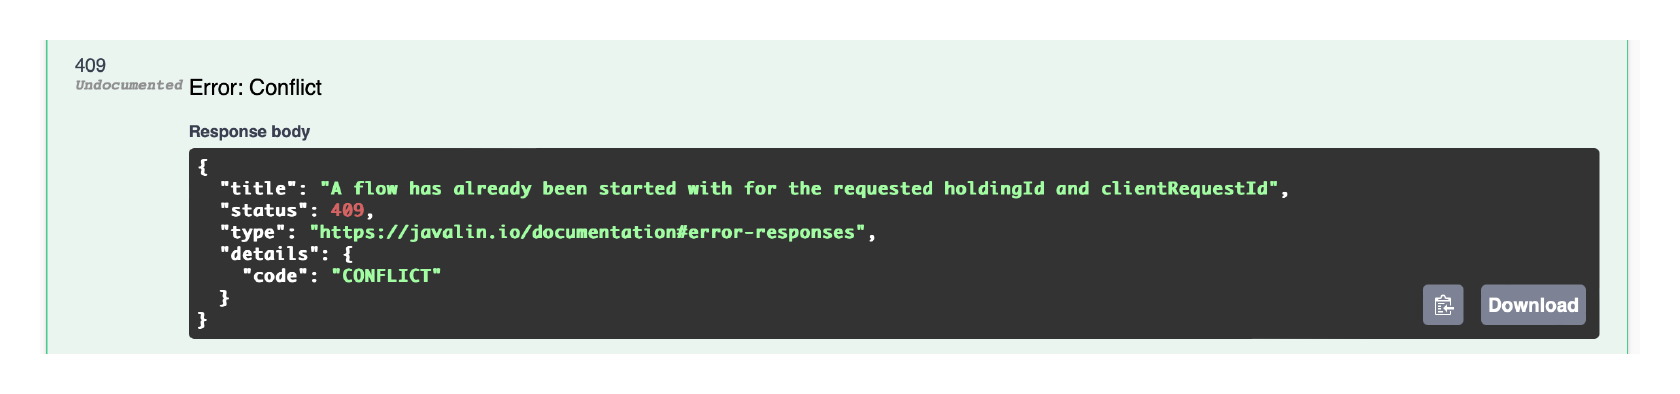 409
Undocumented
Error: Conflict
Response body
{
  "title": "A flow has already been started with for the requested holdingId and clientRequestId",
  "status": 409,
  "type": "https://javalin.io/documentation#error-responses",
  "details": {
    "code": "CONFLICT"
  }
}
Download